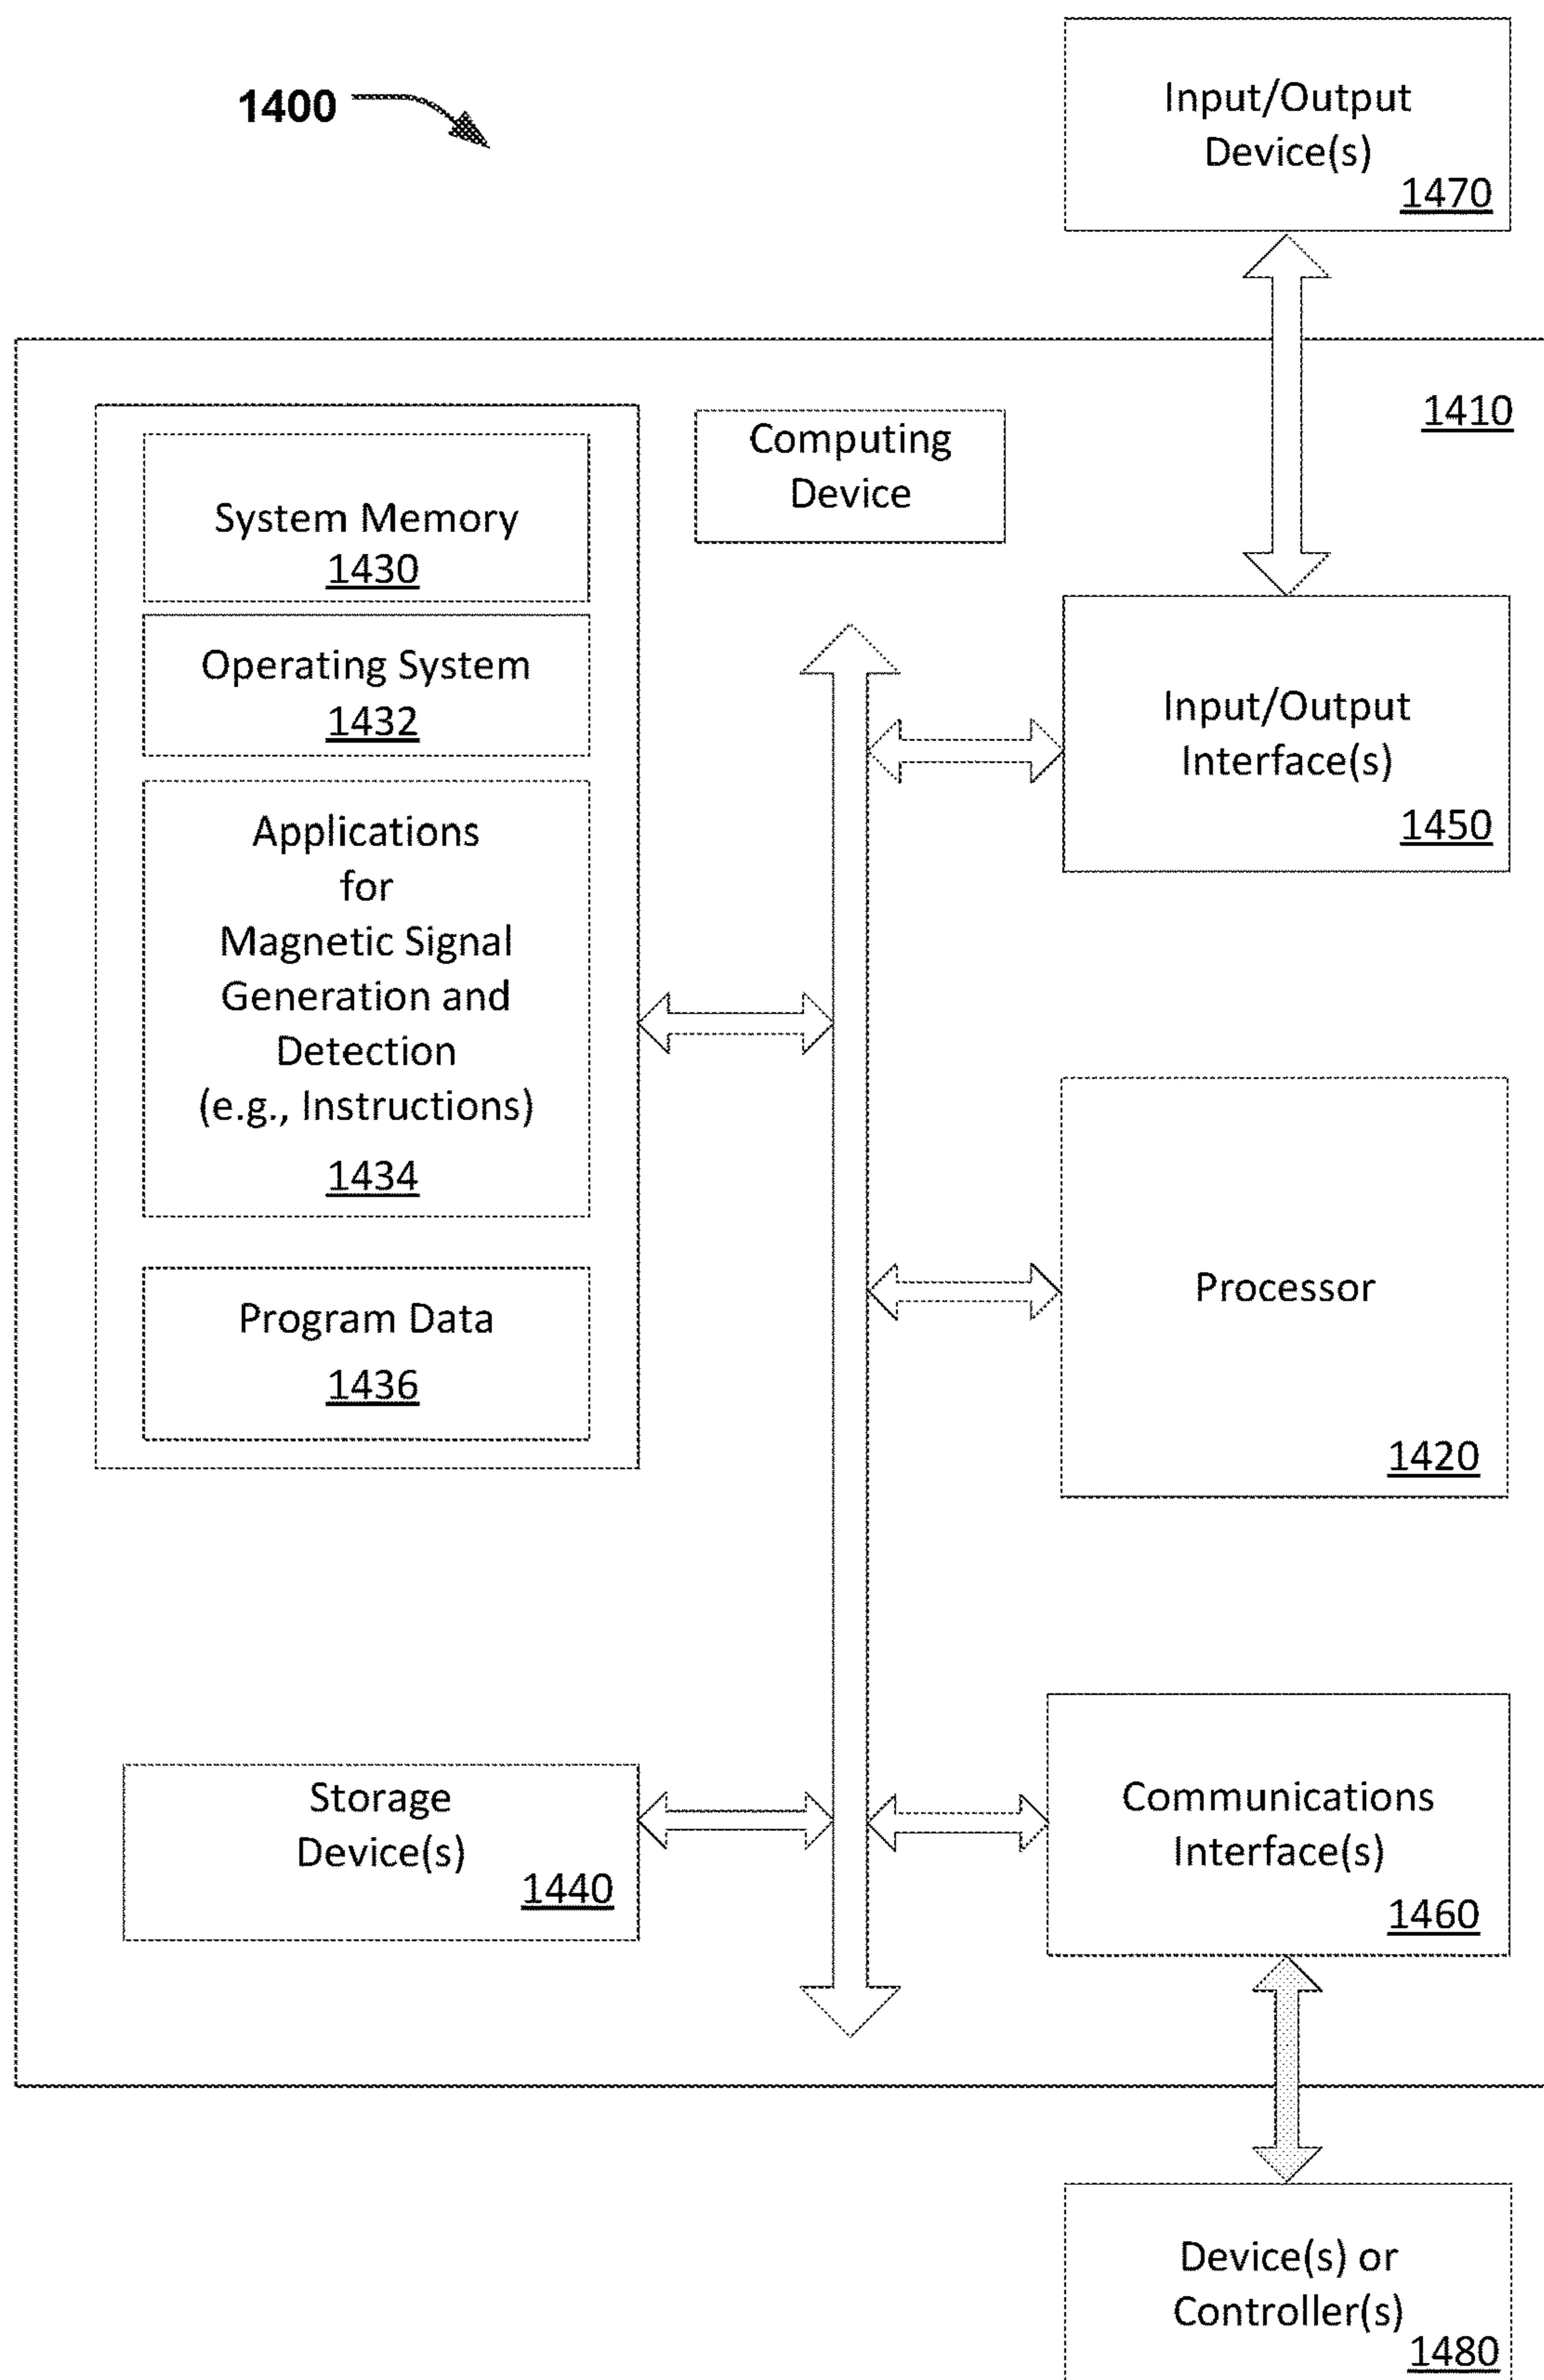 1400
Input/Output
Device(s)
1470
1410
Computing
Device
System Memory
1430
Operating System
1432
Applications
for
Magnetic Signal
Generation and
Detection
(e.g., Instructions)
1434
Program Data
1436
Input/Output
Interface(s)
1450
Processor
1420
Storage
Device(s)
1440
Communications
Interface(s)
1460
Device(s) or
Controller(s)
1480